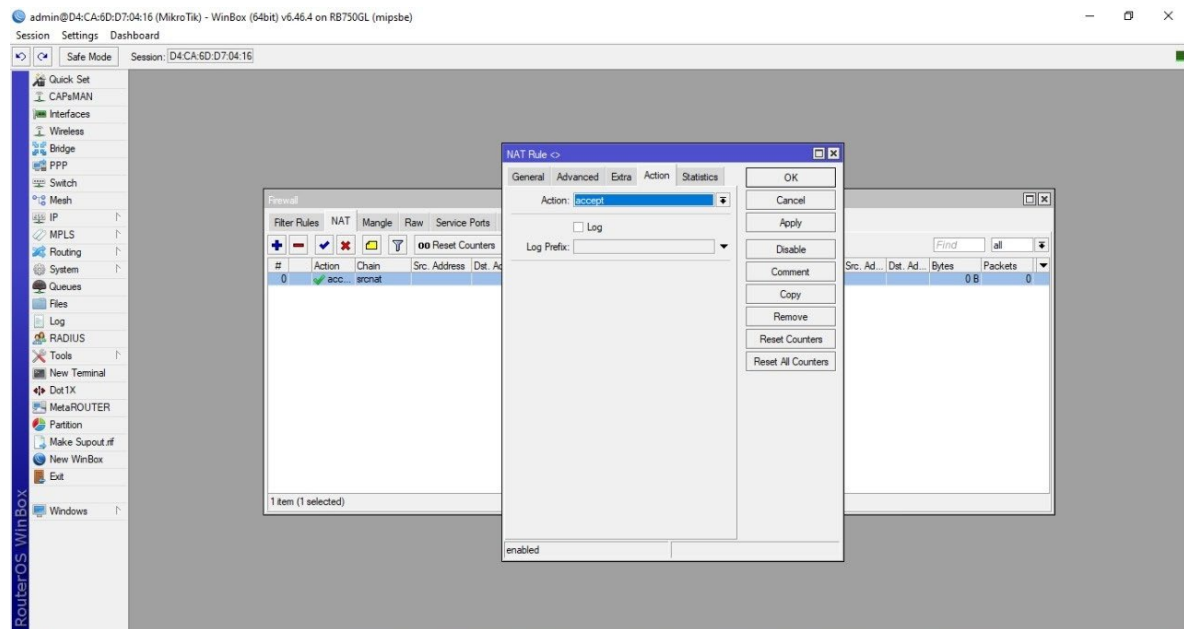 admin@D4:CA:6D:D7:04:16 (MikroTik) - WinBox (64bit) v6.46.4 on RB750GL (mipsbe)
Session Settings Dashboard
Safe Mode Session: D4:CA:6D:D7:04:16
Quick Set
CAPsMAN
Interfaces
Wireless
Bridge
PPP
Switch
Mesh
IP
MPLS
Routing
System
Queues
Files
Log
RADIUS
Tools
New Terminal
Dot1X
MetaROUTER
Partition
Make Supout.rif
New WinBox
Exit
Windows
RouterOS WinBox
Firewall
Filter Rules NAT Mangle Raw Service Ports
00 Reset Counters Find all
# Action Chain Src. Address Dst. Ad Src. Ad... Dst. Ad... Bytes Packets
0 acc... srcnat 0 B 0
1 item (1 selected)
NAT Rule <>
General Advanced Extra Action Statistics
Action: accept
Log
Log Prefix:
OK
Cancel
Apply
Disable
Comment
Copy
Remove
Reset Counters
Reset All Counters
enabled